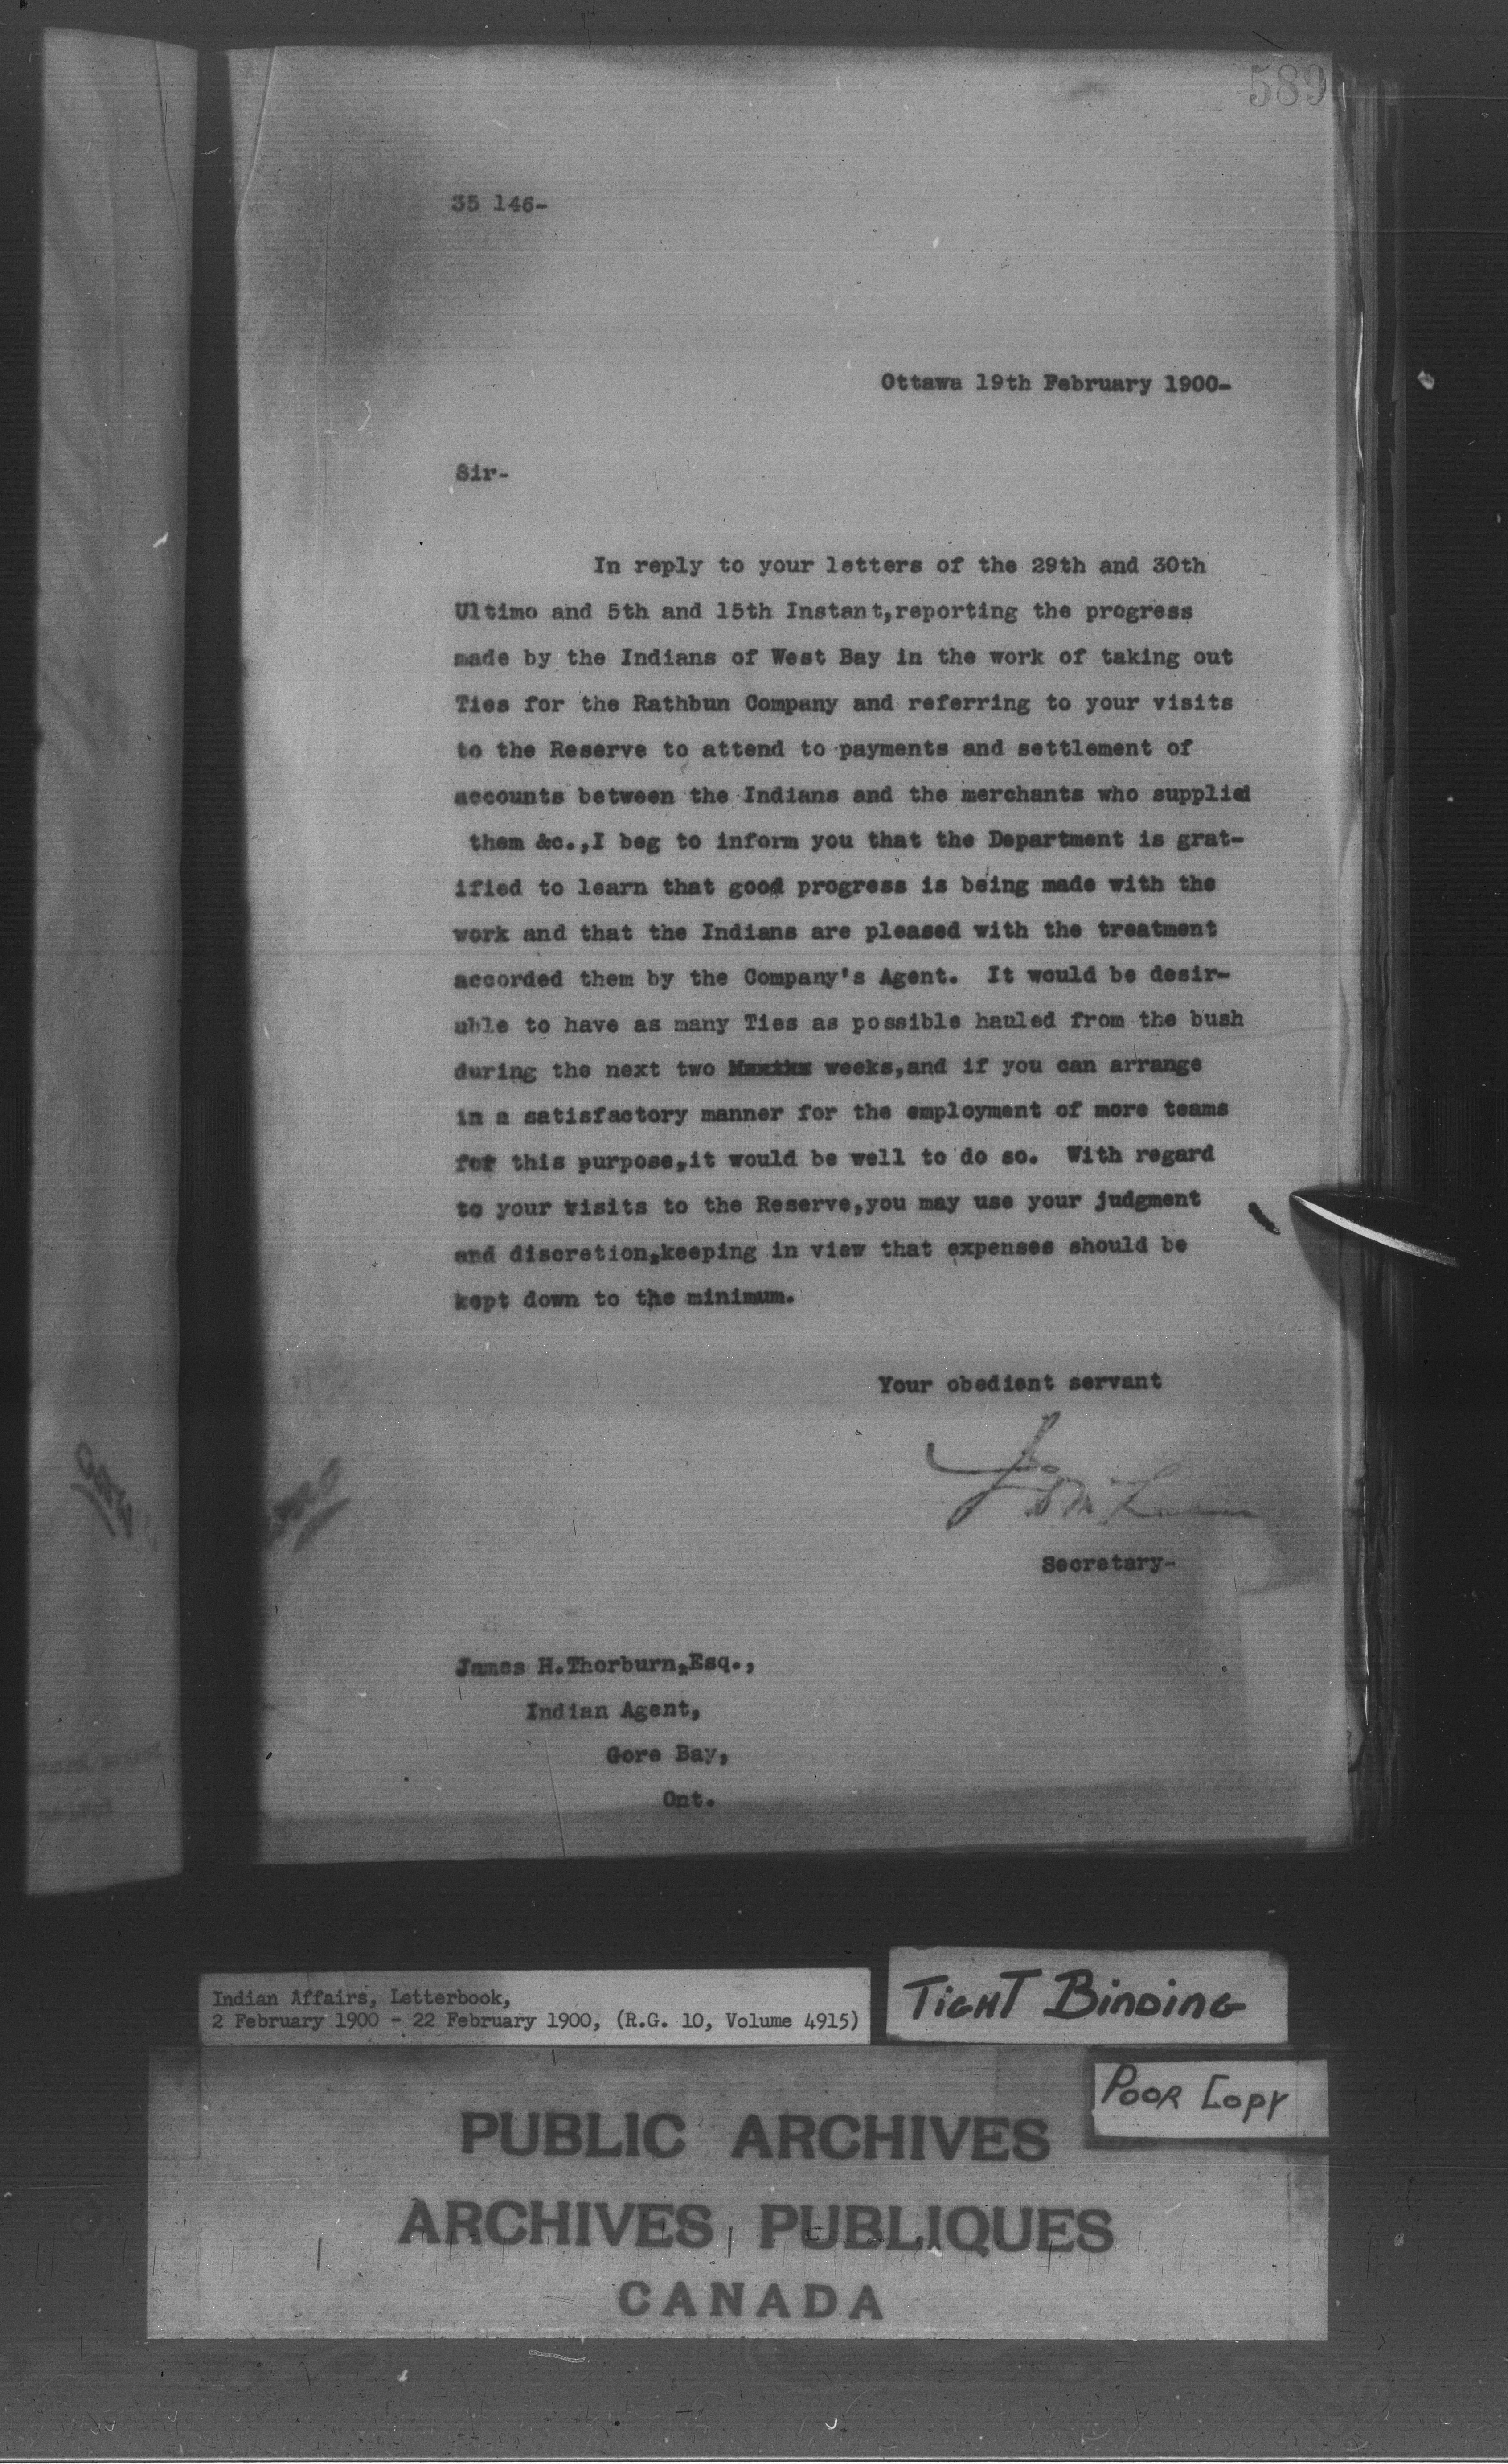 589
35 146-
Ottawa 19th February 1900-
Sir-
In reply to your letters of the 29th and 30th
Ultimo and 5th and 15th Instant,reporting the progress
made by the Indians of West Bay in the work of taking out
Ties for the Rathbun Company and referring to your visits
to the Reserve to attend to payments and settlement of
accounts between the Indians and the merchants who supplied
them &c.,I beg to inform you that the Department is grat-
ified to learn that good progress is being made with the
work and that the Indians are pleased with the treatment
accorded them by the Company's Agent. It would be desir-
able to have as many Ties as possible hauled from the bush
during the next two weeks,and if you can arrange
in a satisfactory manner for the employment of more teams
for this purpose,it would be well to do so. With regard
to your visits to the Reserve,you may use your judgment
and discretion,keeping in view that expenses should be
kept down to the minimum.
Your obedient servant
Secretary-
James H.Thorburn,Esq.,
Indian Agent,
Gore Bay,
Ont.
Indian Affairs, Letterbook,
2 February 1900 - 22 February 1900, (R.G. 10, Volume 4915)
TIGHT BINDING
POOR COPY
PUBLIC ARCHIVES
ARCHIVES PUBLIQUES
CANADA